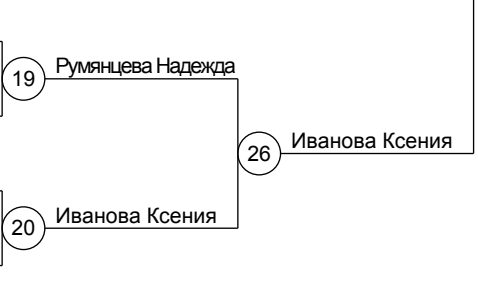 19 Румянцева Надежда
26 Иванова Ксения
20 Иванова Ксения